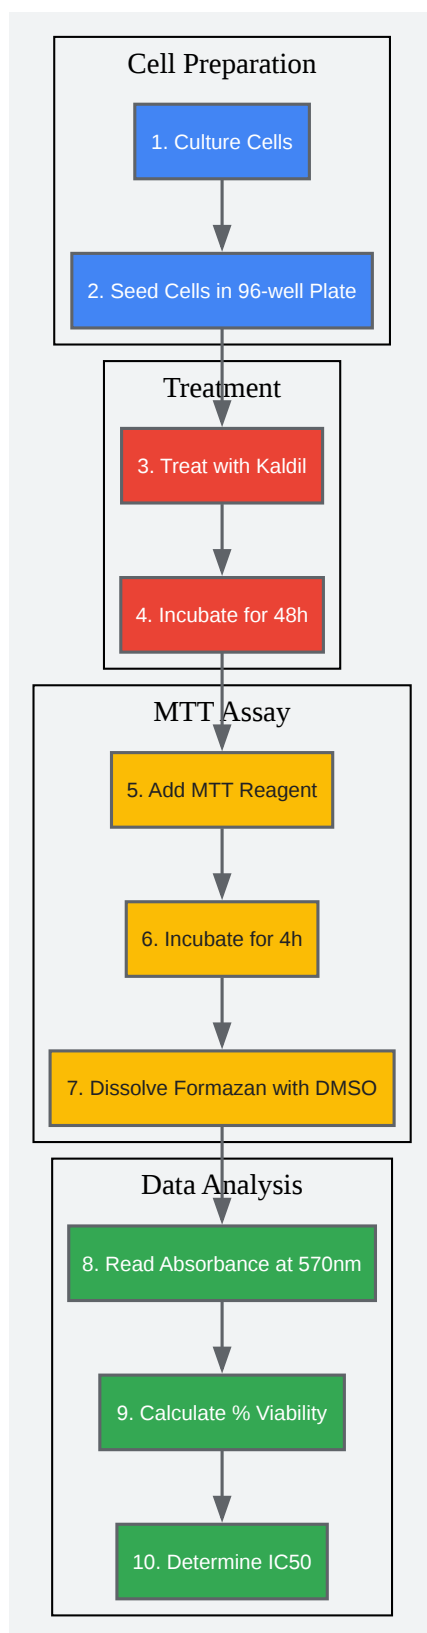 Cell Preparation
1. Culture Cells
2. Seed Cells in 96-well Plate
Treatment
3. Treat with Kaldil
4. Incubate for 48h
MTT Assay
5. Add MTT Reagent
6. Incubate for 4h
7. Dissolve Formazan with DMSO
Data Analysis
8. Read Absorbance at 570nm
9. Calculate % Viability
10. Determine IC50